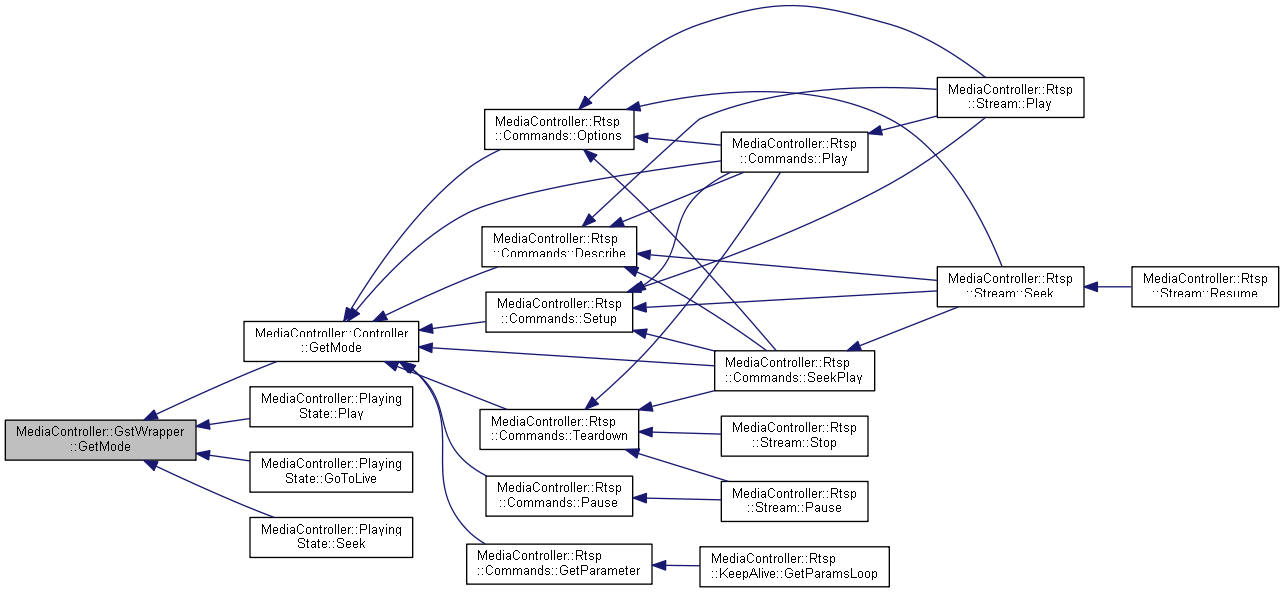 MediaController::GstWrapper
::GetMode
MediaController::Controller
::GetMode
MediaController::Playing
State::Play
MediaController::Playing
State::GoToLive
MediaController::Playing
State::Seek
MediaController::Rtsp
::Commands::Options
MediaController::Rtsp
::Commands::Describe
MediaController::Rtsp
::Commands::Setup
MediaController::Rtsp
::Commands::Teardown
MediaController::Rtsp
::Commands::Pause
MediaController::Rtsp
::Commands::GetParameter
MediaController::Rtsp
::Commands::Play
MediaController::Rtsp
::Commands::SeekPlay
MediaController::Rtsp
::Stream::Stop
MediaController::Rtsp
::Stream::Pause
MediaController::Rtsp
::KeepAlive::GetParamsLoop
MediaController::Rtsp
::Stream::Play
MediaController::Rtsp
::Stream::Seek
MediaController::Rtsp
::Stream::Resume